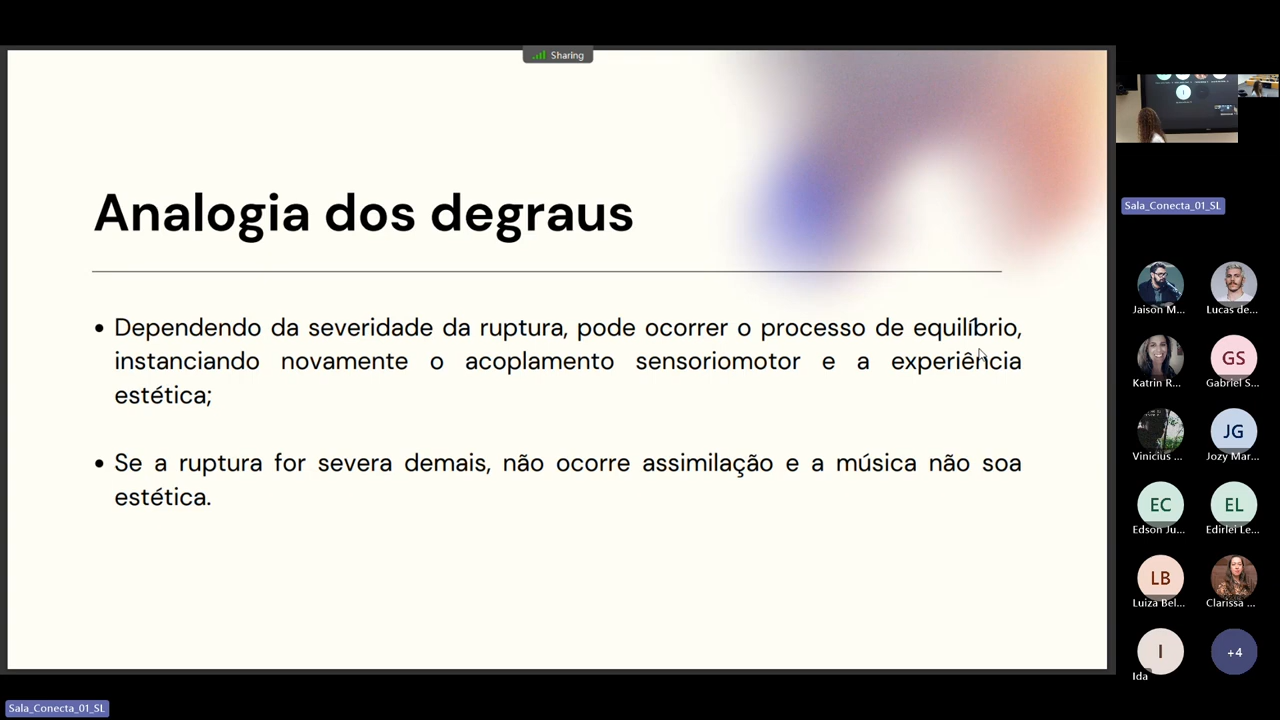 Sharing
Analogia dos degraus
• Dependendo da severidade da ruptura, pode ocorrer o processo de equilíbrio,
instanciando novamente o acoplamento sensoriomotor e a experiência
estética;
• Se a ruptura for severa demais, não ocorre assimilação e a música não soa
estética.
Sala_Conecta_01_SL
Jaison M...
Lucas de...
Katrin R...
GS
Gabriel S...
Vinicius ...
JG
Jozy Mar...
EC
Edson Ju...
EL
Edirlei Le...
LB
Luiza Bel...
Clarissa ...
I
Ida
+4
Sala_Conecta_01_SL